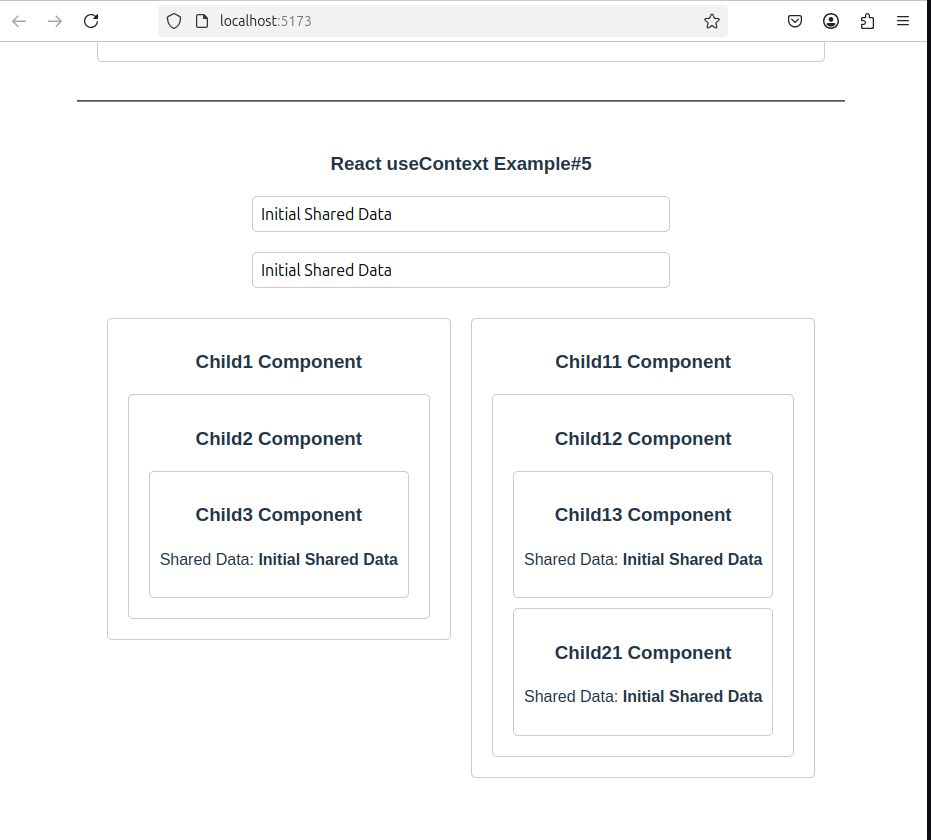 localhost:5173
React useContext Example#5
Initial Shared Data
Initial Shared Data
Child1 Component
Child2 Component
Child3 Component
Shared Data: Initial Shared Data
Child11 Component
Child12 Component
Child13 Component
Shared Data: Initial Shared Data
Child21 Component
Shared Data: Initial Shared Data